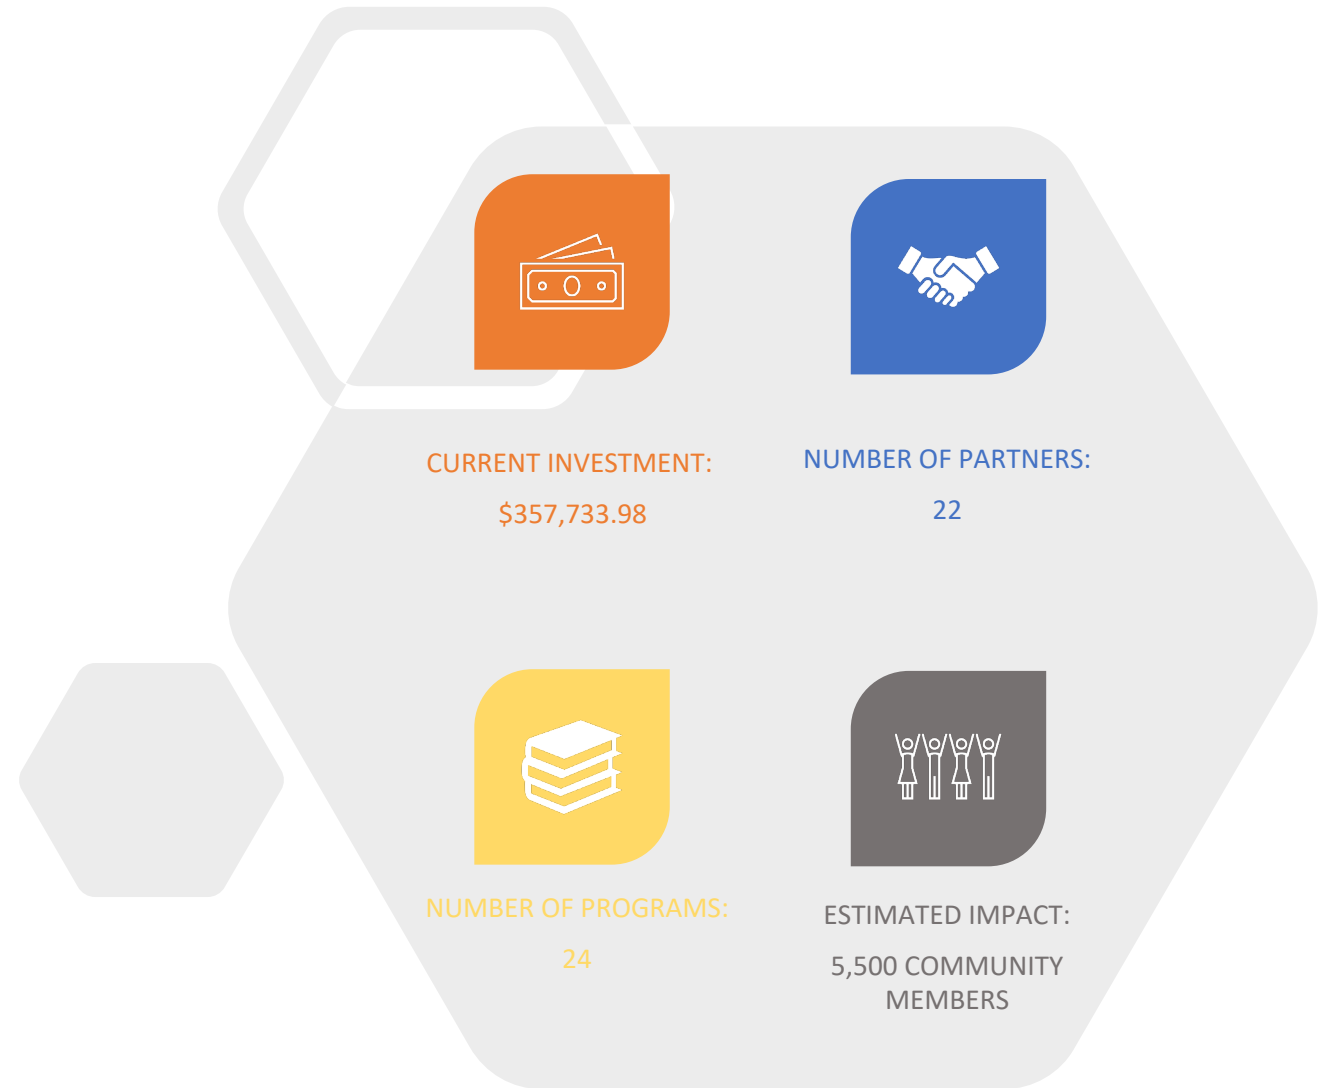 CURRENT INVESTMENT:
$357,733.98
NUMBER OF PARTNERS:
22
NUMBER OF PROGRAMS:
24
ESTIMATED IMPACT:
5,500 COMMUNITY
MEMBERS